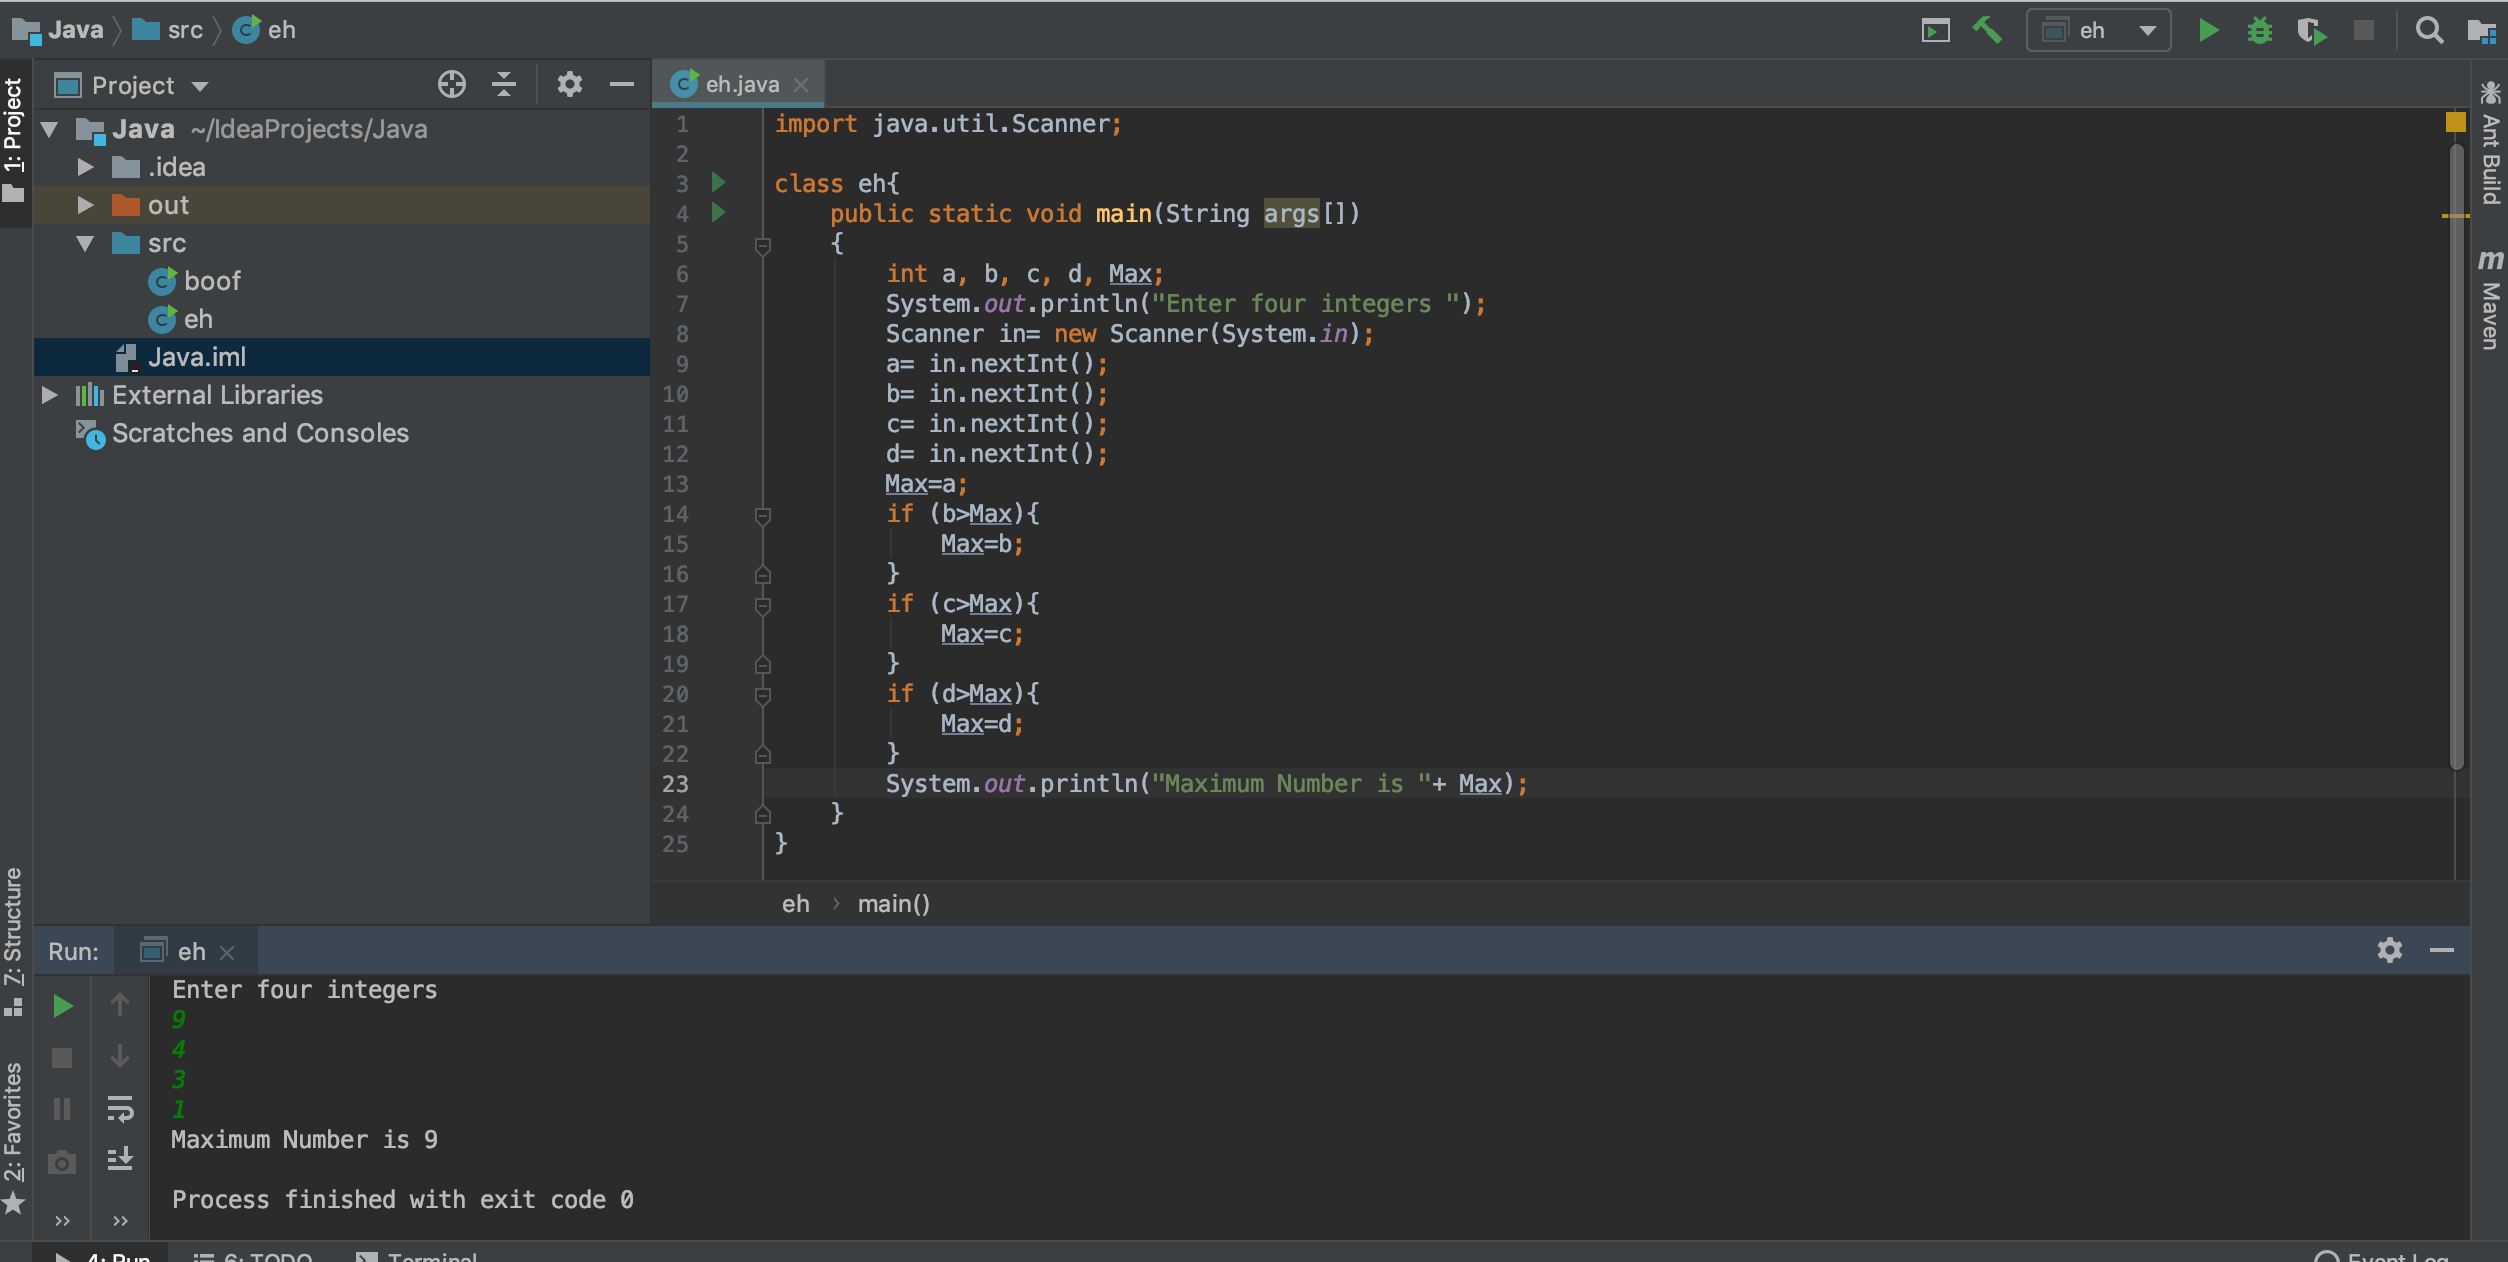 Java src eh
eh
Project
eh.java
1: Project
Java ~/IdeaProjects/Java
.idea
out
src
boof
eh
Java.iml
External Libraries
Scratches and Consoles
1 import java.util.Scanner;
2
3 class eh{
4 public static void main(String args[])
5 {
6 int a, b, c, d, Max;
7 System.out.println("Enter four integers ");
8 Scanner in= new Scanner(System.in);
9 a= in.nextInt();
10 b= in.nextInt();
11 c= in.nextInt();
12 d= in.nextInt();
13 Max=a;
14 if (b>Max){
15 Max=b;
16 }
17 if (c>Max){
18 Max=c;
19 }
20 if (d>Max){
21 Max=d;
22 }
23 System.out.println("Maximum Number is "+ Max);
24 }
25 }
eh › main()
Ant Build
m Maven
7: Structure
2: Favorites
Run: eh
Enter four integers
9
4
3
1
Maximum Number is 9
Process finished with exit code 0
4: Run 6: TODO Terminal Event Log